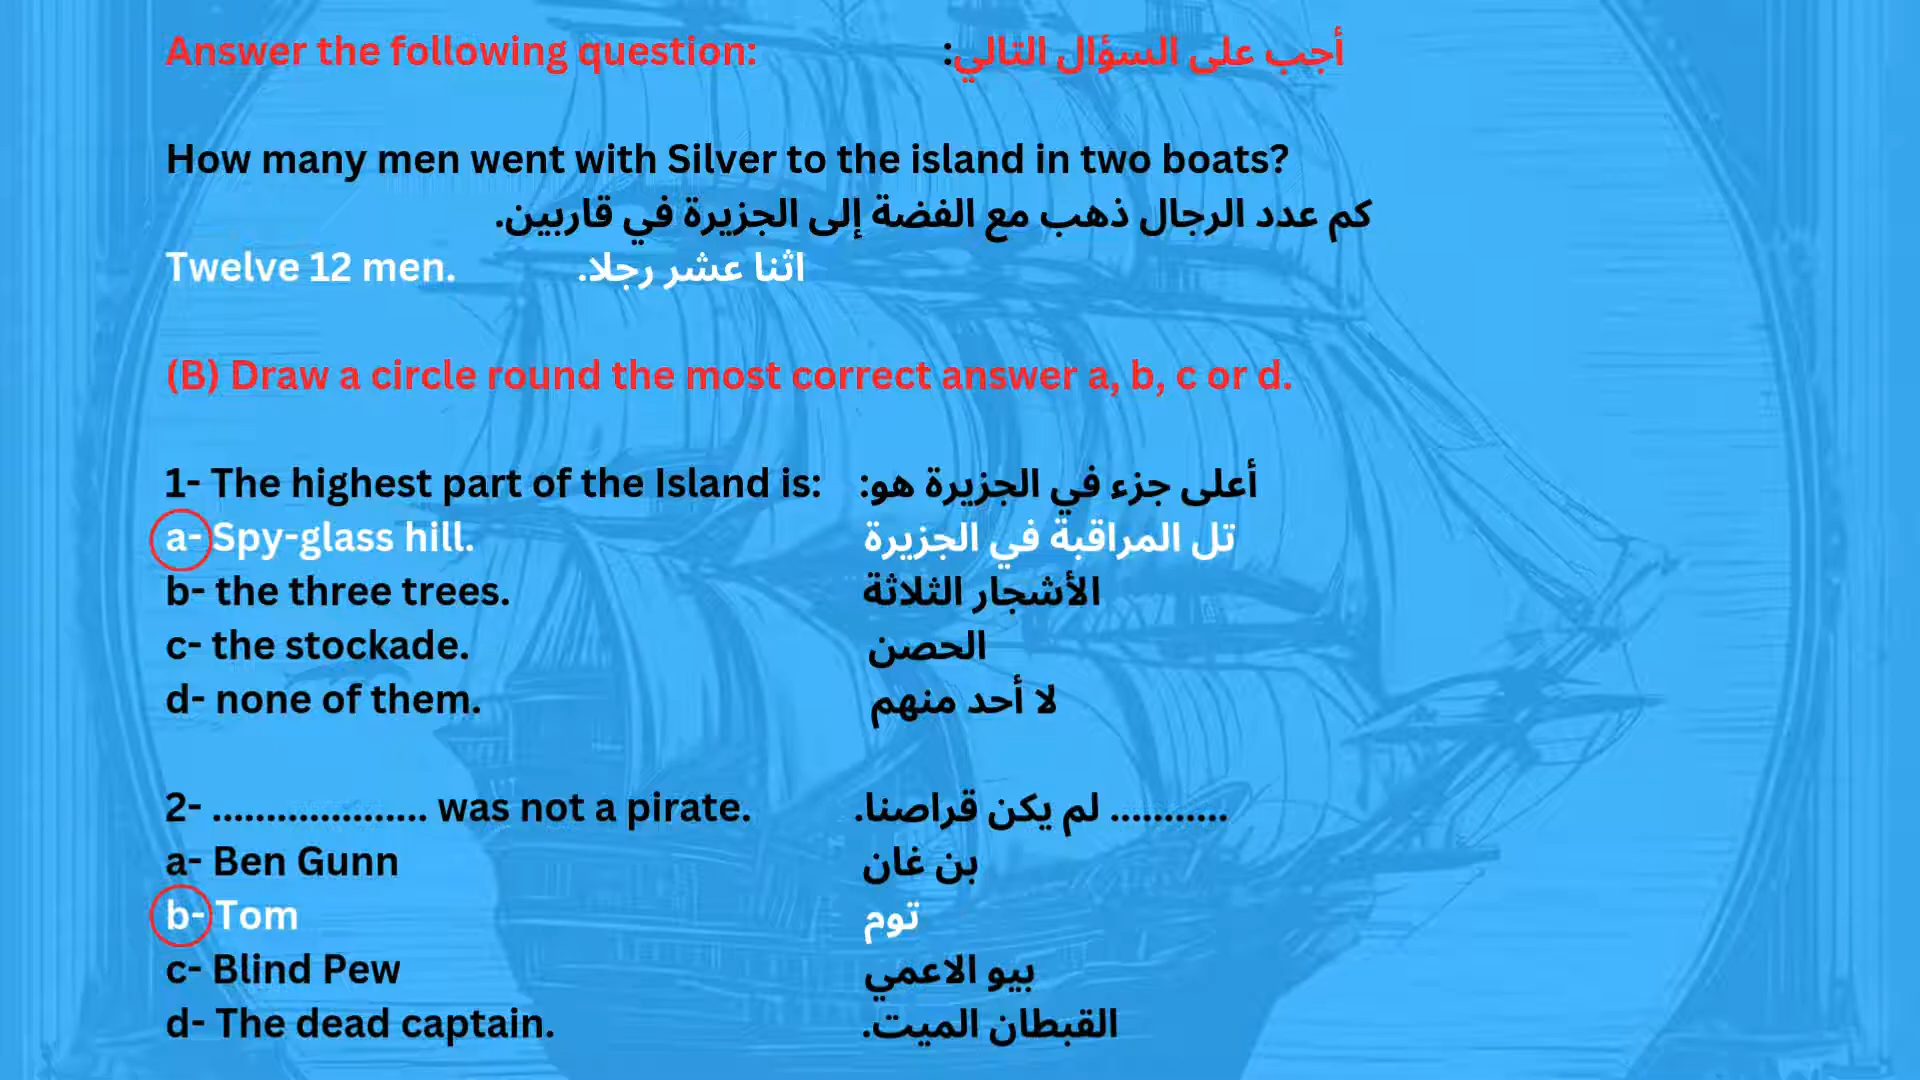 Answer the following question: أجب على السؤال التالي:
How many men went with Silver to the island in two boats?
كم عدد الرجال ذهب مع الفضة إلى الجزيرة في قاربين.
Twelve 12 men. اثنا عشر رجلا.
(B) Draw a circle round the most correct answer a, b, c or d.
1- The highest part of the Island is: أعلى جزء في الجزيرة هو:
a- Spy-glass hill. تل المراقبة في الجزيرة
b- the three trees. الأشجار الثلاثة
c- the stockade. الحصن
d- none of them. لا أحد منهم
2- .................... was not a pirate. ........... لم يكن قراصنا.
a- Ben Gunn بن غان
b- Tom توم
c- Blind Pew بيو الاعمي
d- The dead captain. القبطان الميت.